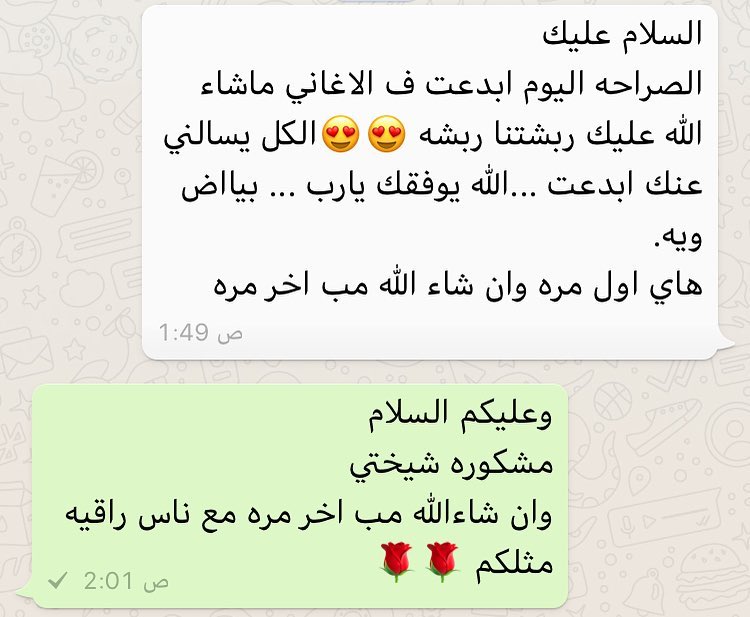 السلام عليك
الصراحه اليوم ابدعت ف الاغاني ماشاء
الله عليك ربشتنا ربشه 😍😍الكل يسالني
عنك ابدعت ...الله يوفقك يارب ... بيااض
ويه.
هاي اول مره وان شاء الله مب اخر مره
1:49 ص
وعليكم السلام
مشكوره شيختي
وان شاءالله مب اخر مره مع ناس راقيه
مثلكم 🌹🌹
2:01 ص